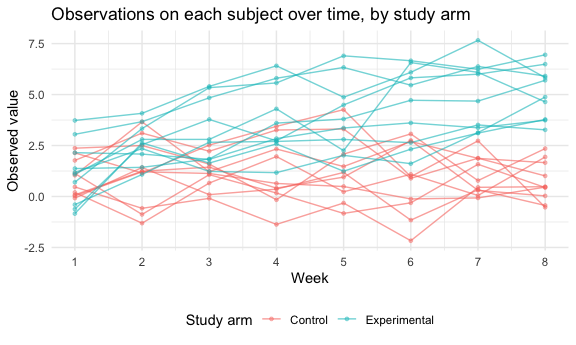 Observations on each subject over time, by study arm
7.5
5.0
2.5
0.0
-2.5
Observed value
1 2 3 4 5 6 7 8
Week
Study arm Control Experimental